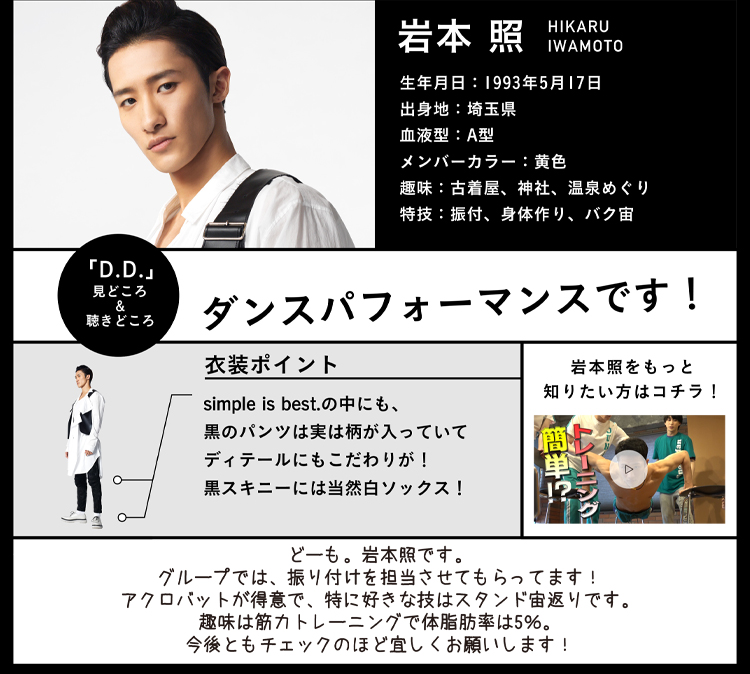 岩本 照
HIKARU
IWAMOTO
生年月日：1993年5月17日
出身地：埼玉県
血液型：A型
メンバーカラー：黄色
趣味：古着屋、神社、温泉めぐり
特技：振付、身体作り、バク宙
「D.D.」
見どころ
&
聴きどころ
ダンスパフォーマンスです！
衣装ポイント
simple is best.の中にも、
黒のパンツは実は柄が入っていて
ディテールにもこだわりが！
黒スキニーには当然白ソックス！
岩本照をもっと
知りたい方はコチラ！
トレーニング
簡単!?
どーも。岩本照です。
グループでは、振り付けを担当させてもらってます！
アクロバットが得意で、特に好きな技はスタンド宙返りです。
趣味は筋力トレーニングで体脂肪率は5%。
今後ともチェックのほど宜しくお願いします！